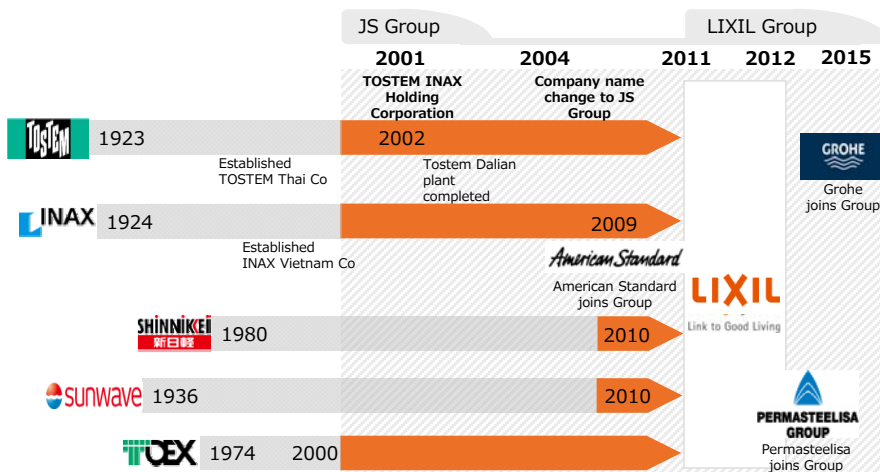 JS Group
LIXIL Group
2001
2004
2011
2012
2015
TOSTEM INAX
Holding
Corporation
Company name
change to JS
Group
TOSTEM
1923
2002
GROHE
Established
TOSTEM Thai Co
Tostem Dalian
plant
completed
Grohe
joins Group
INAX
1924
2009
Established
INAX Vietnam Co
American Standard
American Standard
joins Group
LIXIL
Link to Good Living
SHiNNiKKEi
新日軽
1980
2010
sunwave
1936
2010
PERMASTEELISA
GROUP
Permasteelisa
joins Group
TOEX
1974
2000